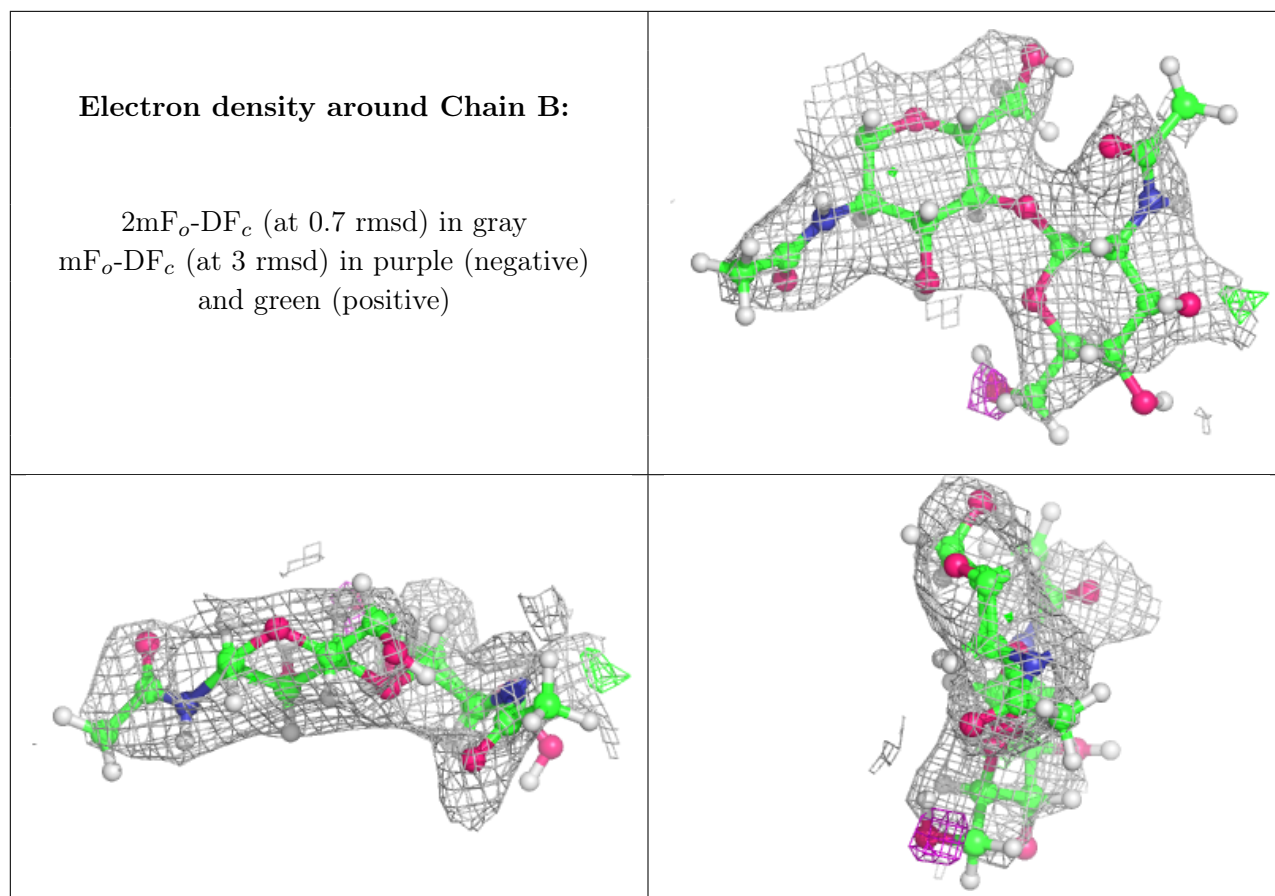 Electron density around Chain B:
2mFo-DFc (at 0.7 rmsd) in gray
mFo-DFc (at 3 rmsd) in purple (negative)
and green (positive)